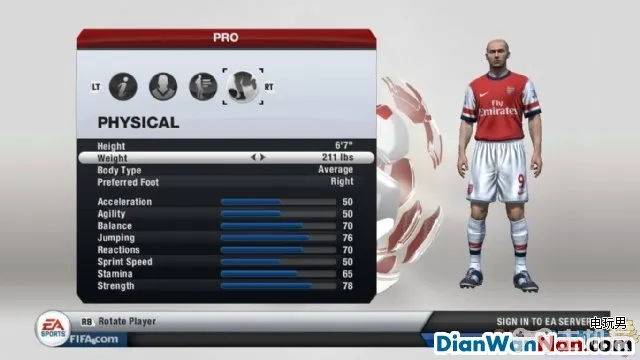 PRO
LT
RT
PHYSICAL
Height 6'7"
Weight 211 lbs
Body Type Average
Preferred Foot Right
Acceleration 50
Agility 50
Balance 70
Jumping 76
Reactions 70
Sprint Speed 50
Stamina 65
Strength 78
Fly
Emirates
9
EA
SPORTS
RB Rotate Player
SIGN IN TO EA SERVER
电玩男
FIFA.com
DianWanNan.com